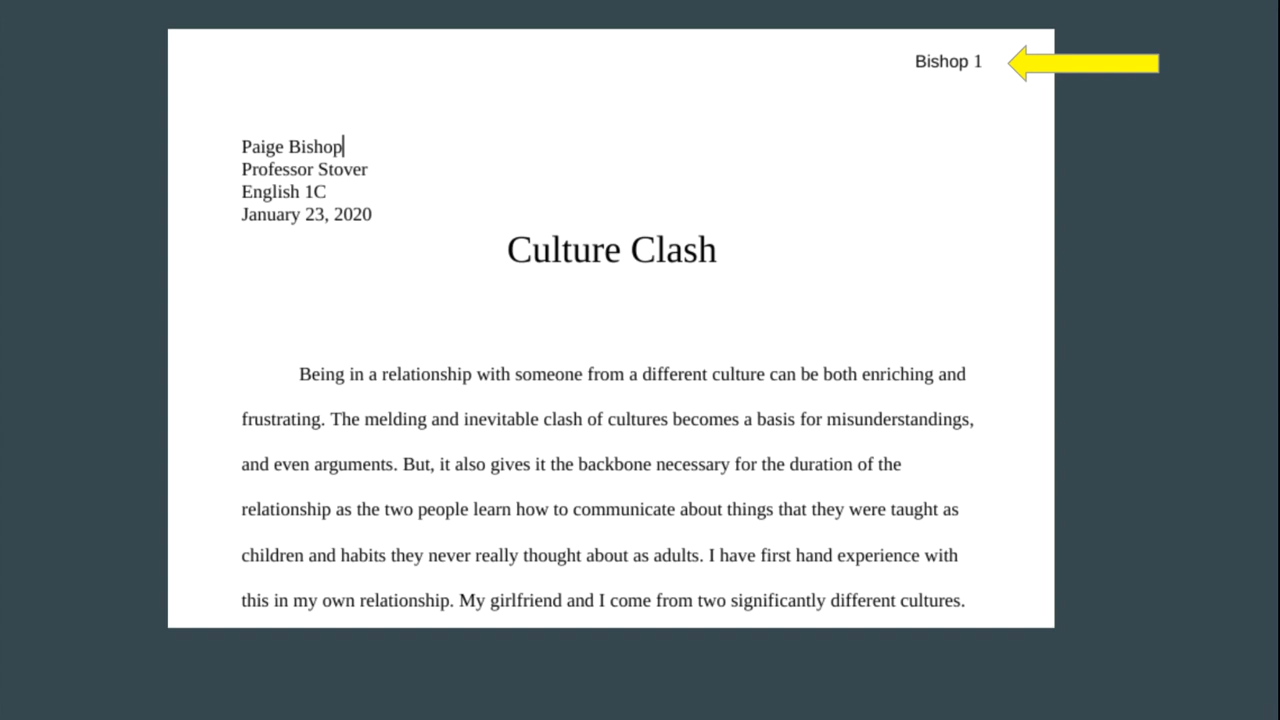 Bishop 1
Paige Bishop
Professor Stover
English 1C
January 23, 2020
Culture Clash
Being in a relationship with someone from a different culture can be both enriching and
frustrating. The melding and inevitable clash of cultures becomes a basis for misunderstandings,
and even arguments. But, it also gives it the backbone necessary for the duration of the
relationship as the two people learn how to communicate about things that they were taught as
children and habits they never really thought about as adults. I have first hand experience with
this in my own relationship. My girlfriend and I come from two significantly different cultures.